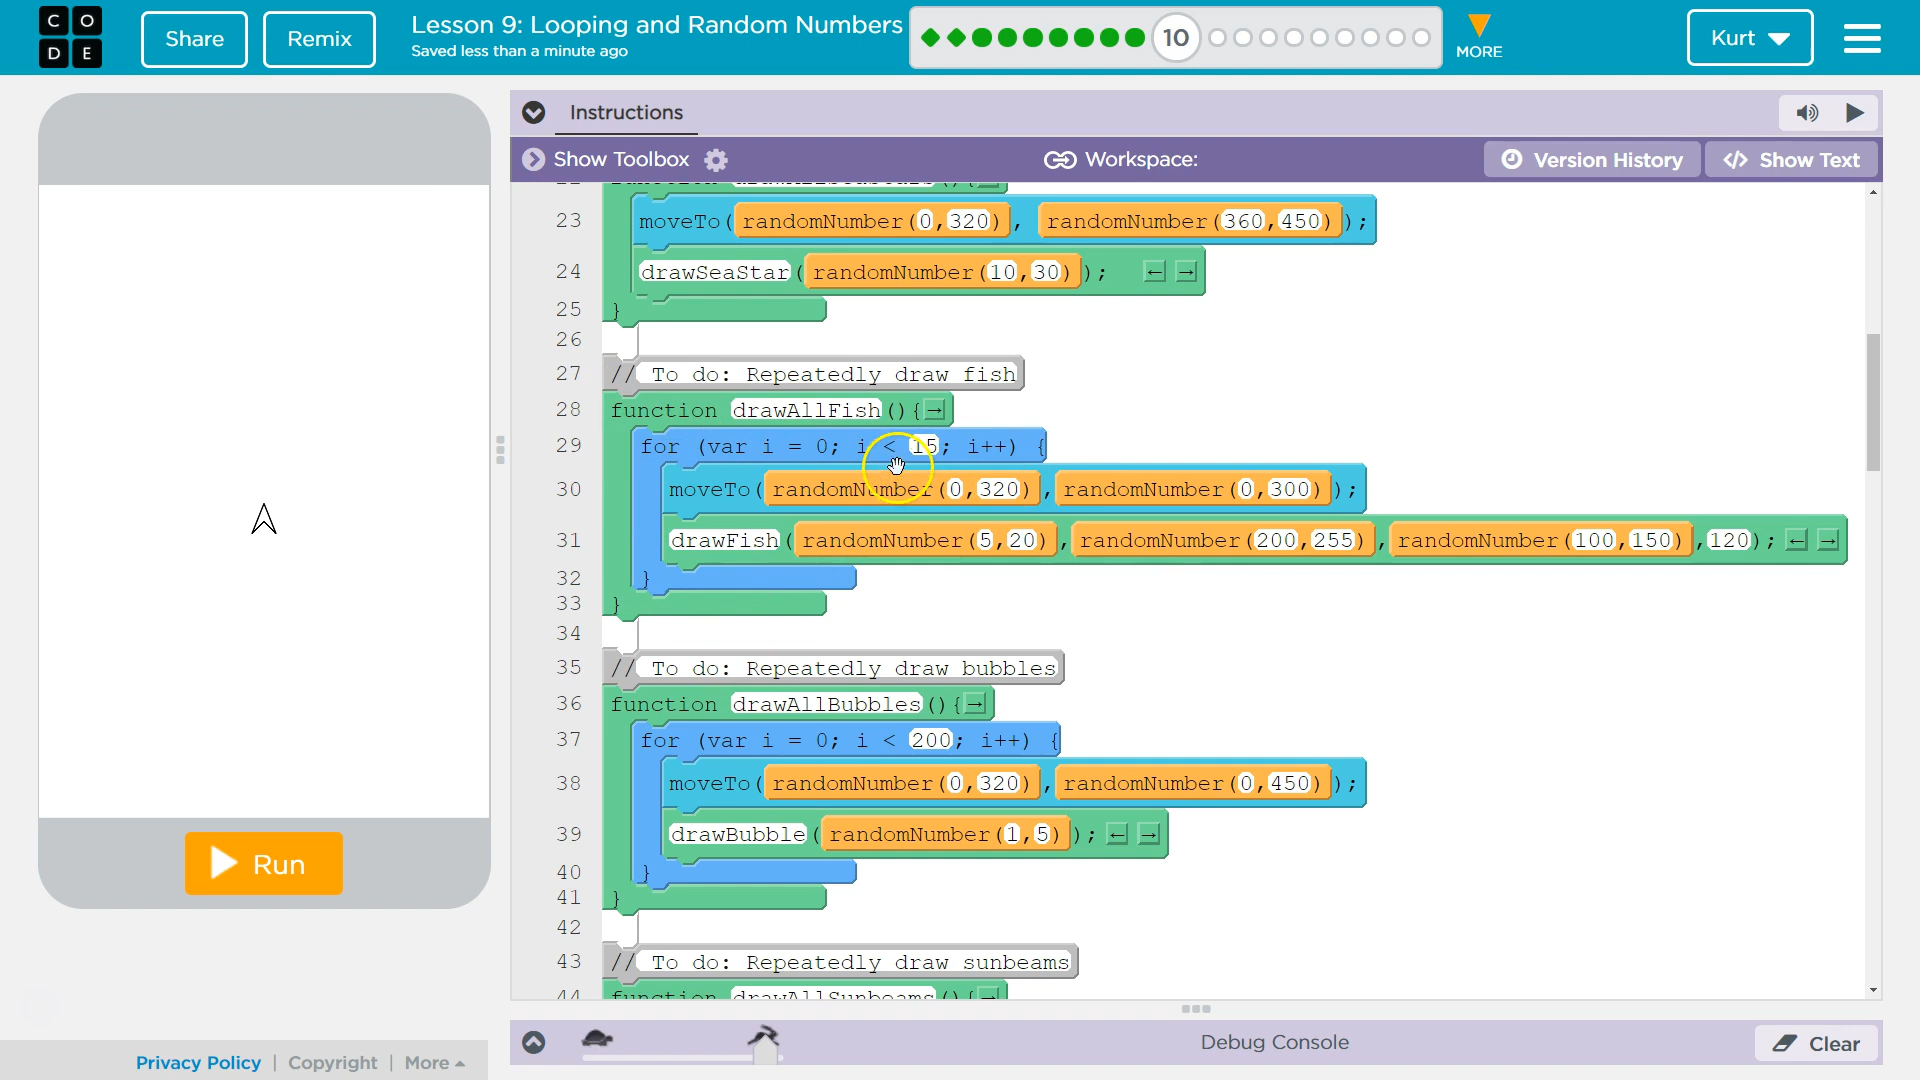 C O D E
Share
Remix
Lesson 9: Looping and Random Numbers
Saved less than a minute ago
10
MORE
Kurt
Instructions
Show Toolbox
Workspace:
Version History
</> Show Text
23 moveTo(randomNumber(0,320), randomNumber(360,450));
24 drawSeaStar(randomNumber(10,30)); ← →
25 }
26
27 // To do: Repeatedly draw fish
28 function drawAllFish(){→
29 for (var i = 0; i < 15; i++) {
30 moveTo(randomNumber(0,320),randomNumber(0,300));
31 drawFish(randomNumber(5,20),randomNumber(200,255),randomNumber(100,150),120); ← →
32 }
33 }
34
35 // To do: Repeatedly draw bubbles
36 function drawAllBubbles(){→
37 for (var i = 0; i < 200; i++) {
38 moveTo(randomNumber(0,320),randomNumber(0,450));
39 drawBubble(randomNumber(1,5)); ← →
40 }
41 }
42
43 // To do: Repeatedly draw sunbeams
44 function drawAllSunbeams(){→
Run
Debug Console
Clear
Privacy Policy | Copyright | More